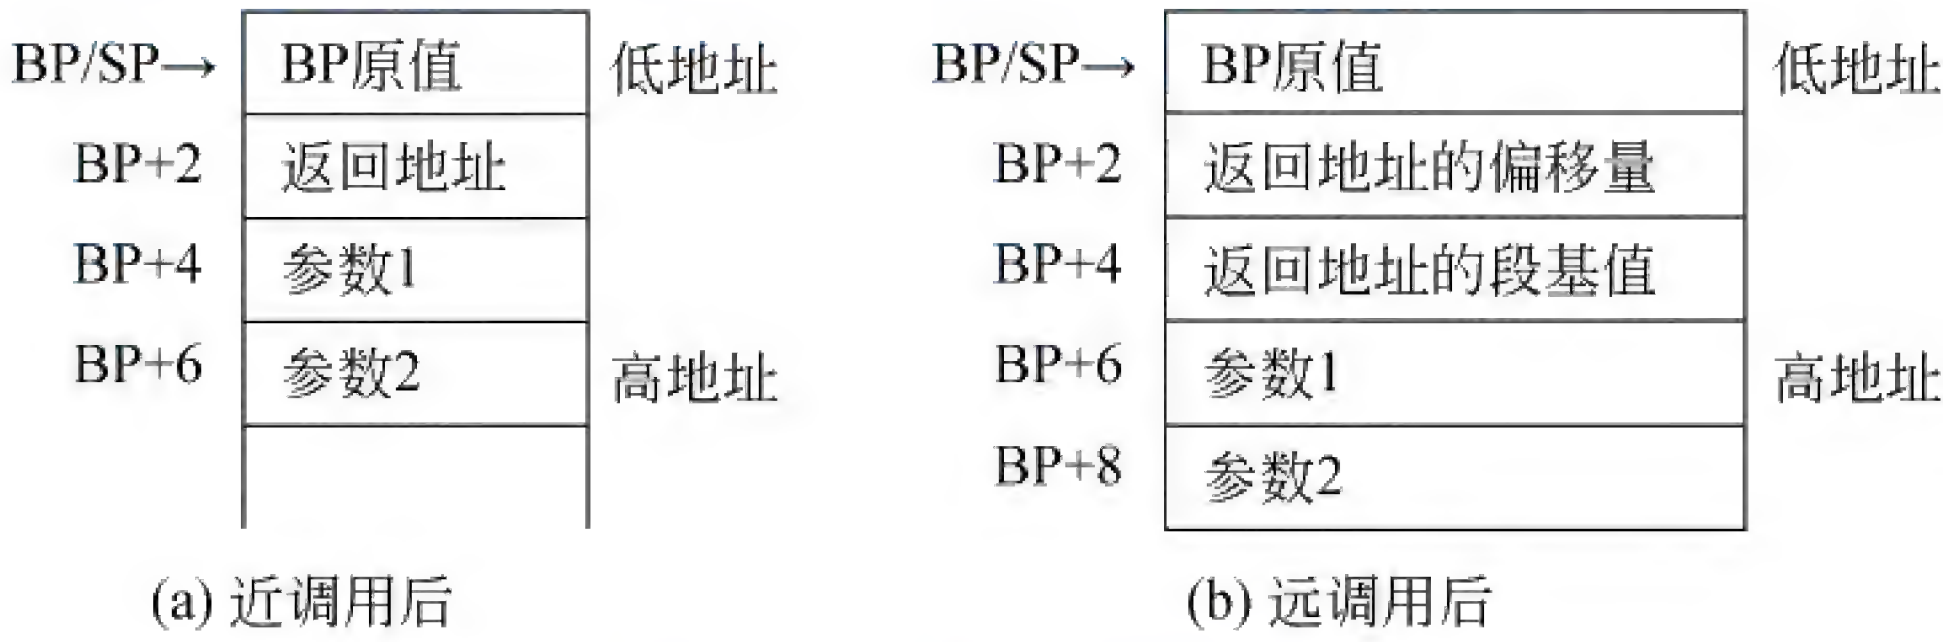 BP/SP→ BP原值 低地址
BP+2 返回地址
BP+4 参数1
BP+6 参数2 高地址
(a) 近调用后
BP/SP→ BP原值 低地址
BP+2 返回地址的偏移量
BP+4 返回地址的段基值
BP+6 参数1 高地址
BP+8 参数2
(b) 远调用后